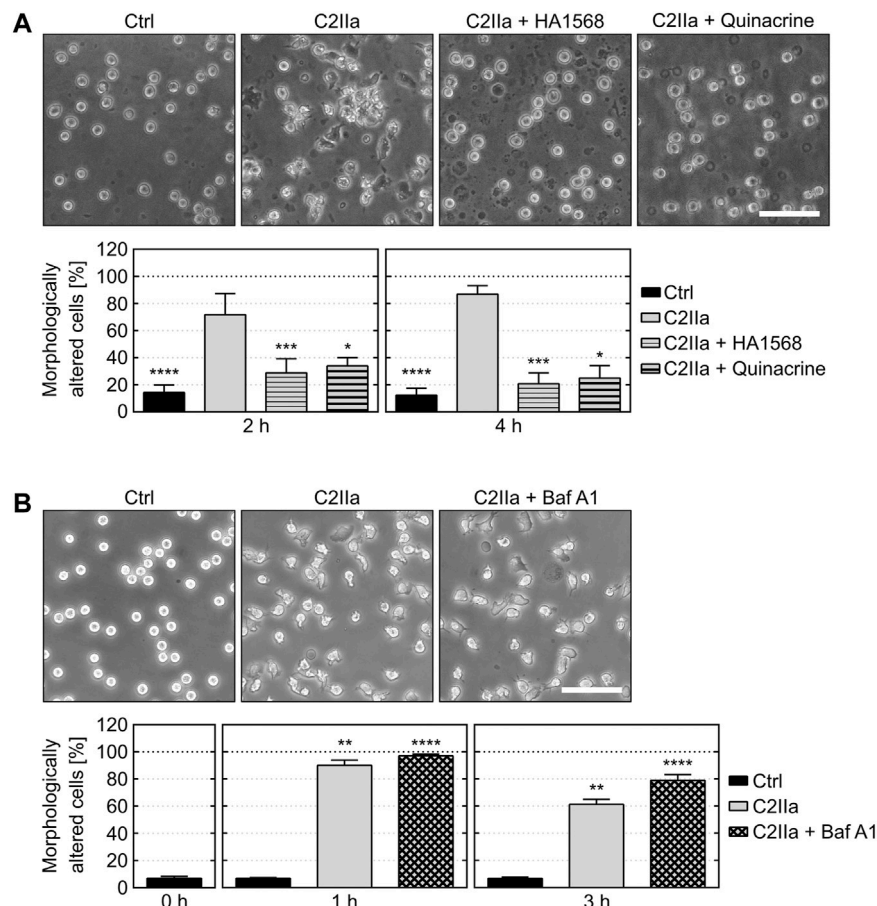 A
Ctrl
C2IIa
C2IIa + HA1568
C2IIa + Quinacrine
Morphologically
altered cells [%]
120
100
80
60
40
20
0
****
***
*
****
***
*
2 h
4 h
Ctrl
C2IIa
C2IIa + HA1568
C2IIa + Quinacrine
B
Ctrl
C2IIa
C2IIa + Baf A1
Morphologically
altered cells [%]
120
100
80
60
40
20
0
**
****
**
****
0 h
1 h
3 h
Ctrl
C2IIa
C2IIa + Baf A1